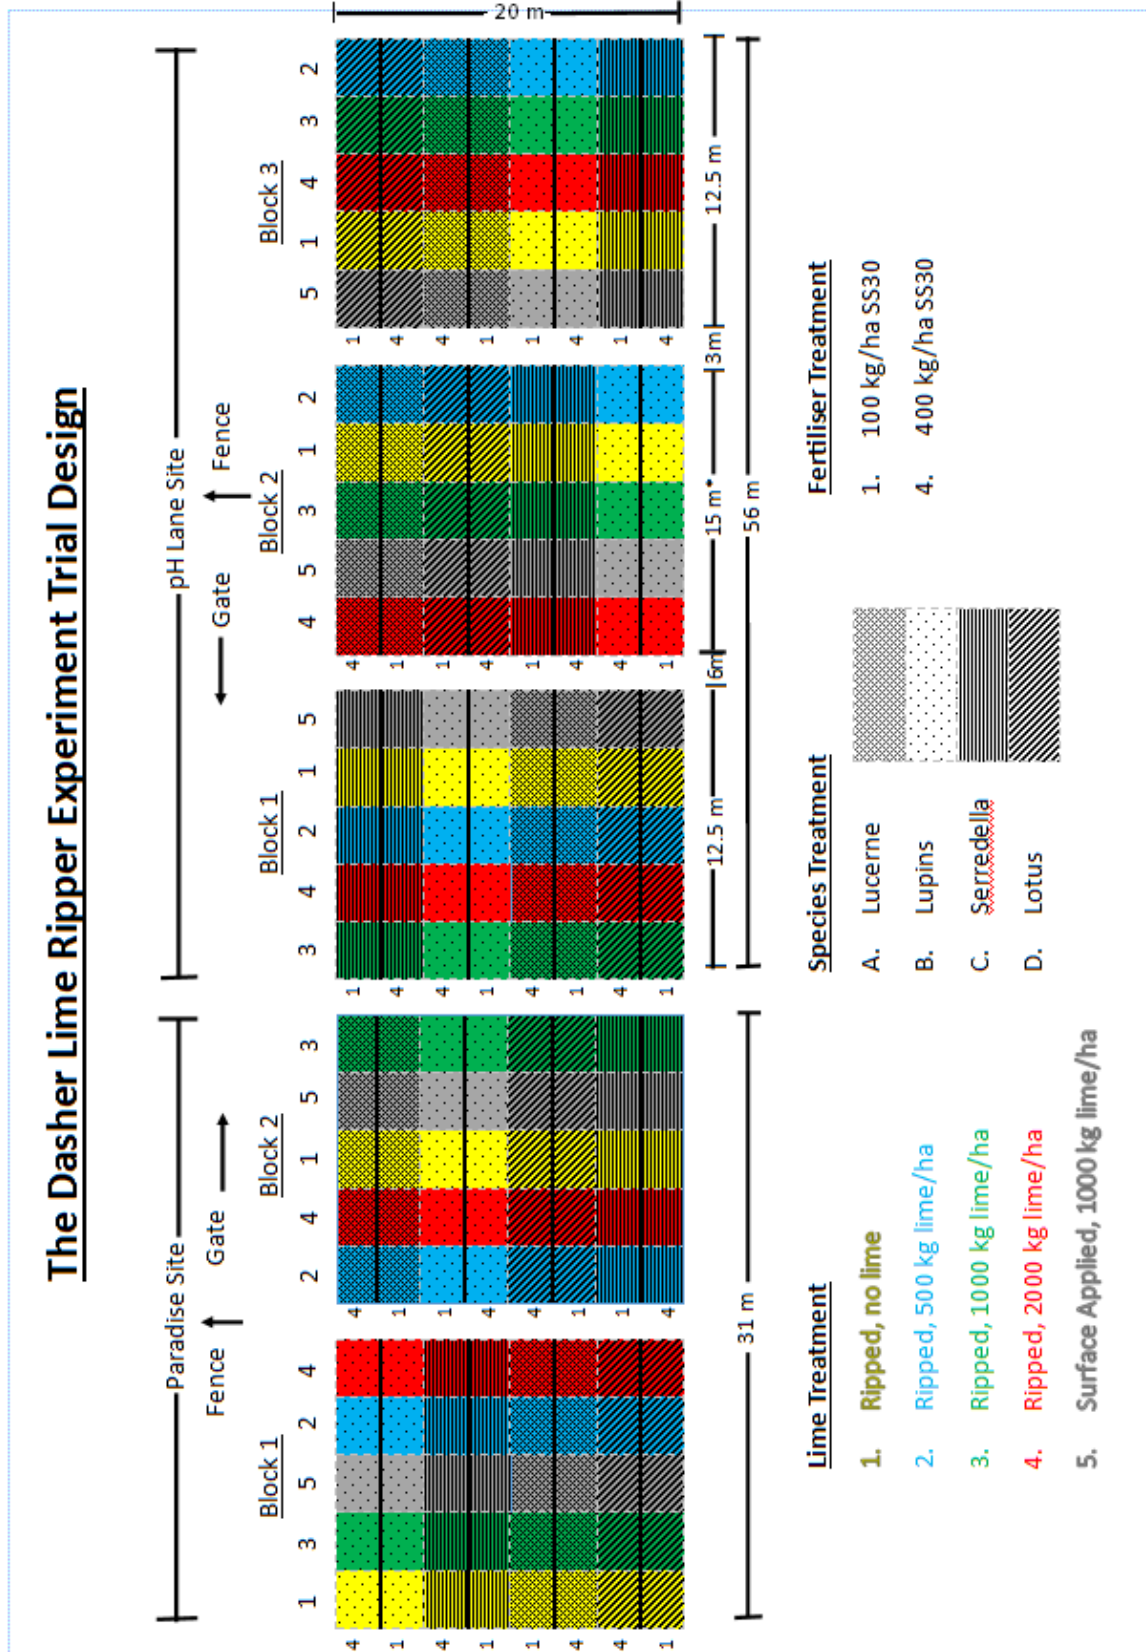 The Dasher Lime Ripper Experiment Trial Design
Paradise Site pH Lane Site
Fence Gate Gate Fence
Block 1 Block 2 Block 1 Block 2 Block 3
1 3 5 2 4 2 4 1 5 3 3 4 2 1 5 4 5 3 1 2 5 1 4 3 2
4 4 1 4 1
1 1 4 1 4
1 1 4 1 4
4 4 1 4 1
20 m
1 4 4 1 1
4 1 1 4 4
4 1 4 4 1
1 4 1 1 4
12.5 m 6m 15 m* 3m 12.5 m
31 m 56 m
Lime Treatment
1. Ripped, no lime
2. Ripped, 500 kg lime/ha
3. Ripped, 1000 kg lime/ha
4. Ripped, 2000 kg lime/ha
5. Surface Applied, 1000 kg lime/ha
Species Treatment
A. Lucerne
B. Lupins
C. Serredella
D. Lotus
Fertiliser Treatment
1. 100 kg/ha SS30
4. 400 kg/ha SS30